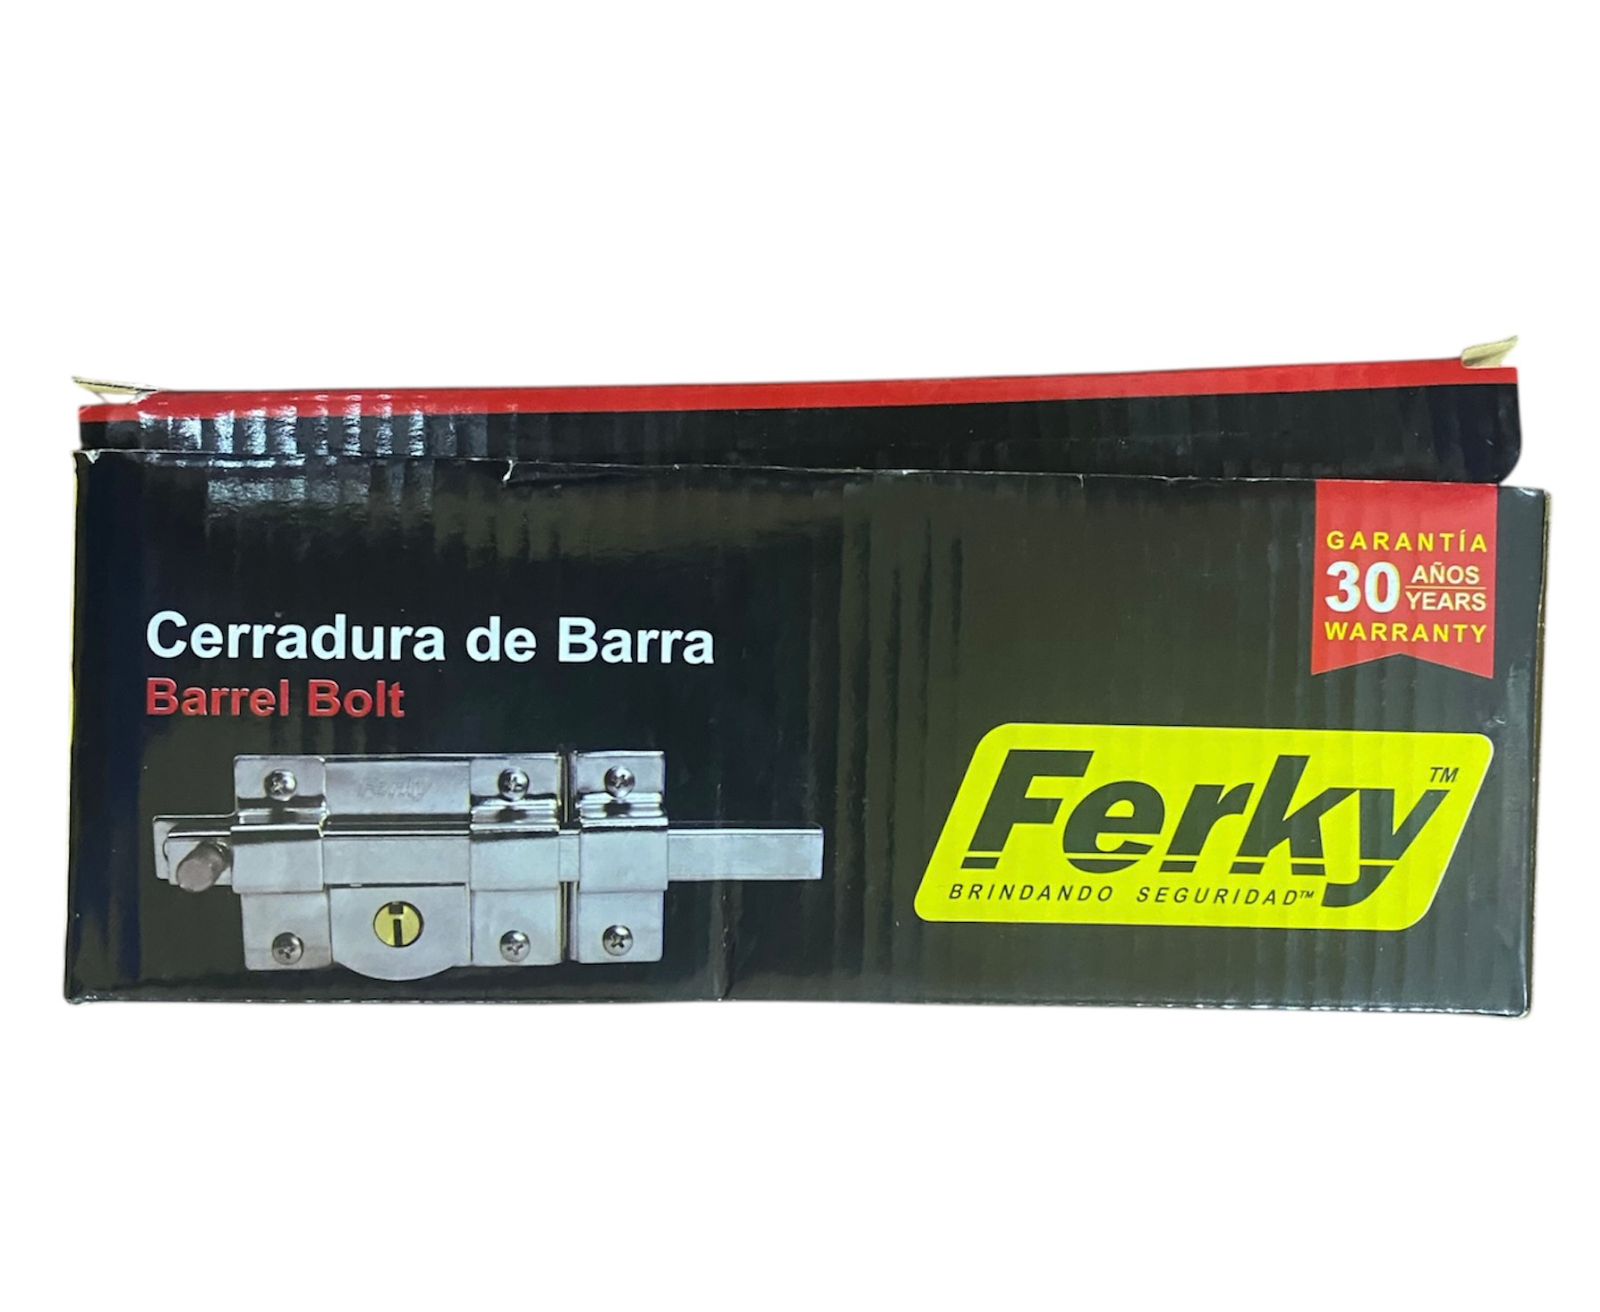 GARANTÍA
30 AÑOS
YEARS
WARRANTY
Cerradura de Barra
Barrel Bolt
Ferky
Ferky™
BRINDANDO SEGURIDAD™